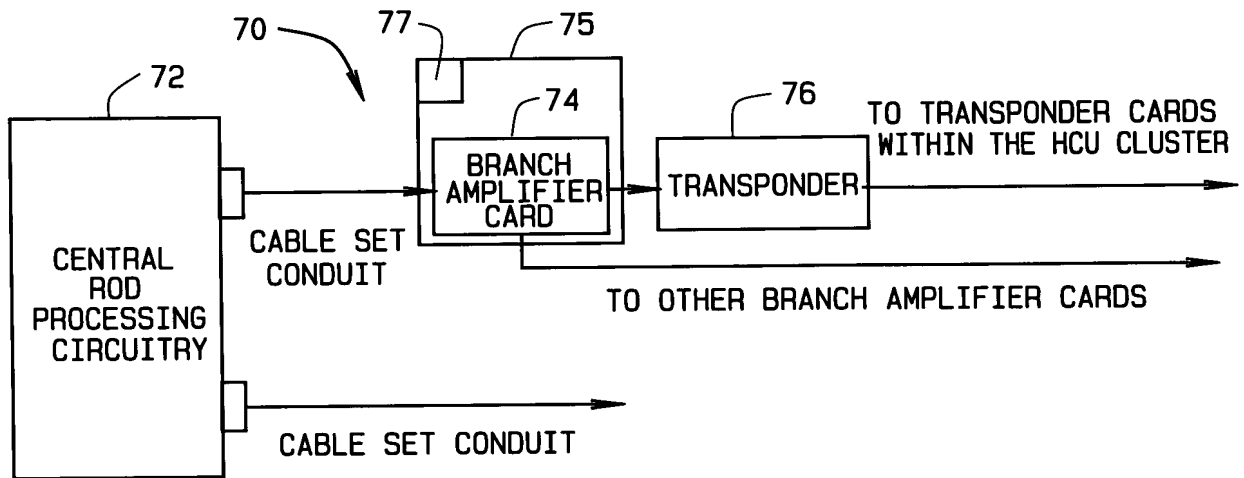 70
77
75
72
74
76
TO TRANSPONDER CARDS
WITHIN THE HCU CLUSTER
BRANCH
AMPLIFIER
CARD
TRANSPONDER
CABLE SET
CONDUIT
CENTRAL
ROD
PROCESSING
CIRCUITRY
TO OTHER BRANCH AMPLIFIER CARDS
CABLE SET CONDUIT